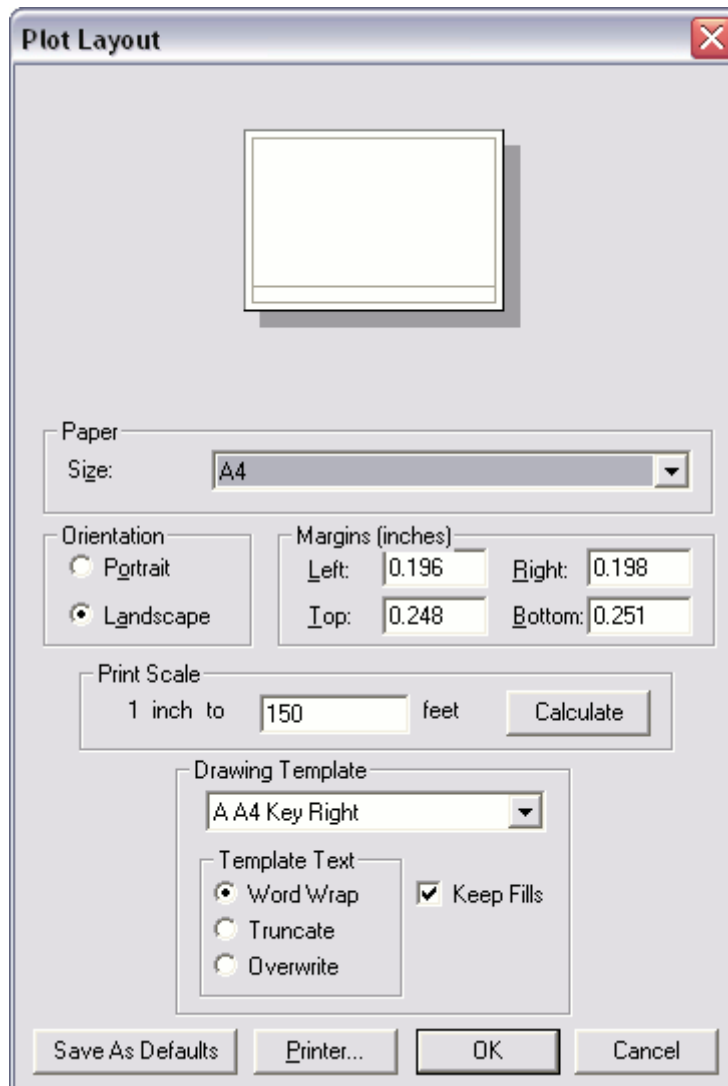 Plot Layout
Paper
Size: A4
Orientation
Portrait
Landscape
Margins (inches)
Left: 0.196 Right: 0.198
Top: 0.248 Bottom: 0.251
Print Scale
1 inch to 150 feet Calculate
Drawing Template
A A4 Key Right
Template Text
Word Wrap
Truncate
Overwrite
Keep Fills
Save As Defaults Printer... OK Cancel